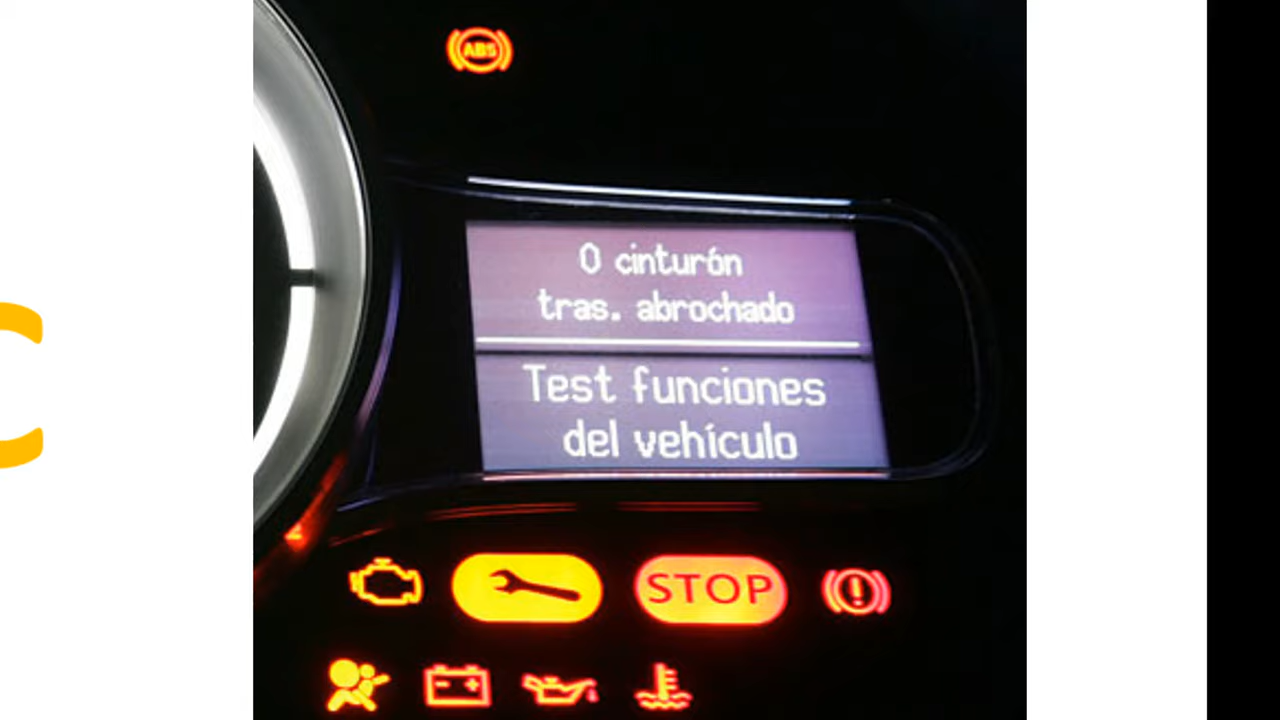 ABS
0 cinturón
tras. abrochado
Test funciones
del vehículo
STOP